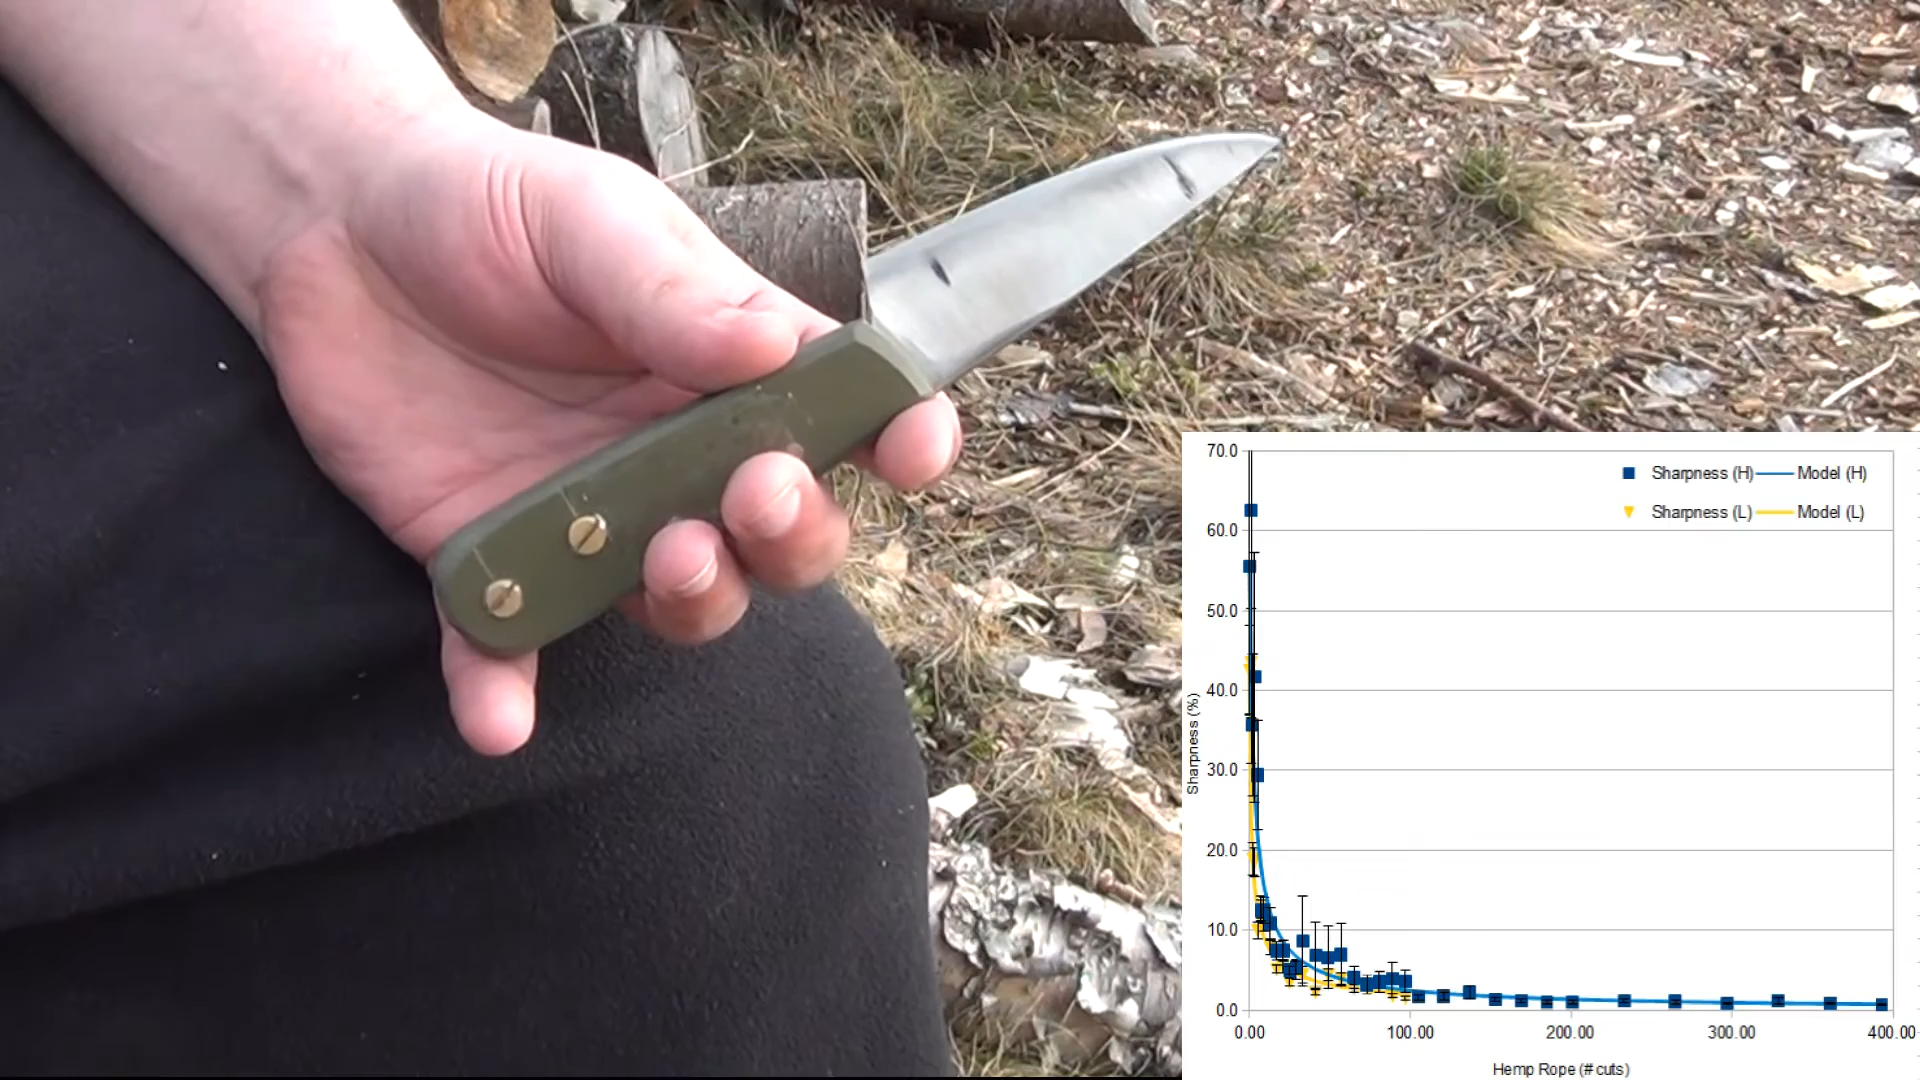 70.0
Sharpness (H) Model (H)
Sharpness (L) Model (L)
60.0
50.0
40.0
Sharpness (%)
30.0
20.0
10.0
0.0
0.00 100.00 200.00 300.00 400.00
Hemp Rope (# cuts)